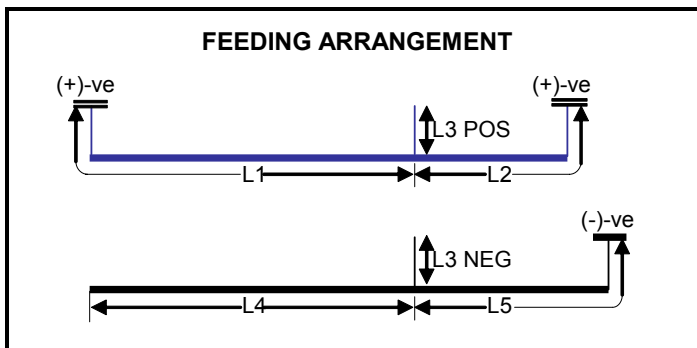 FEEDING ARRANGEMENT
(+)-ve
(+)-ve
L3 POS
L1
L2
(-)-ve
L3 NEG
L4
L5